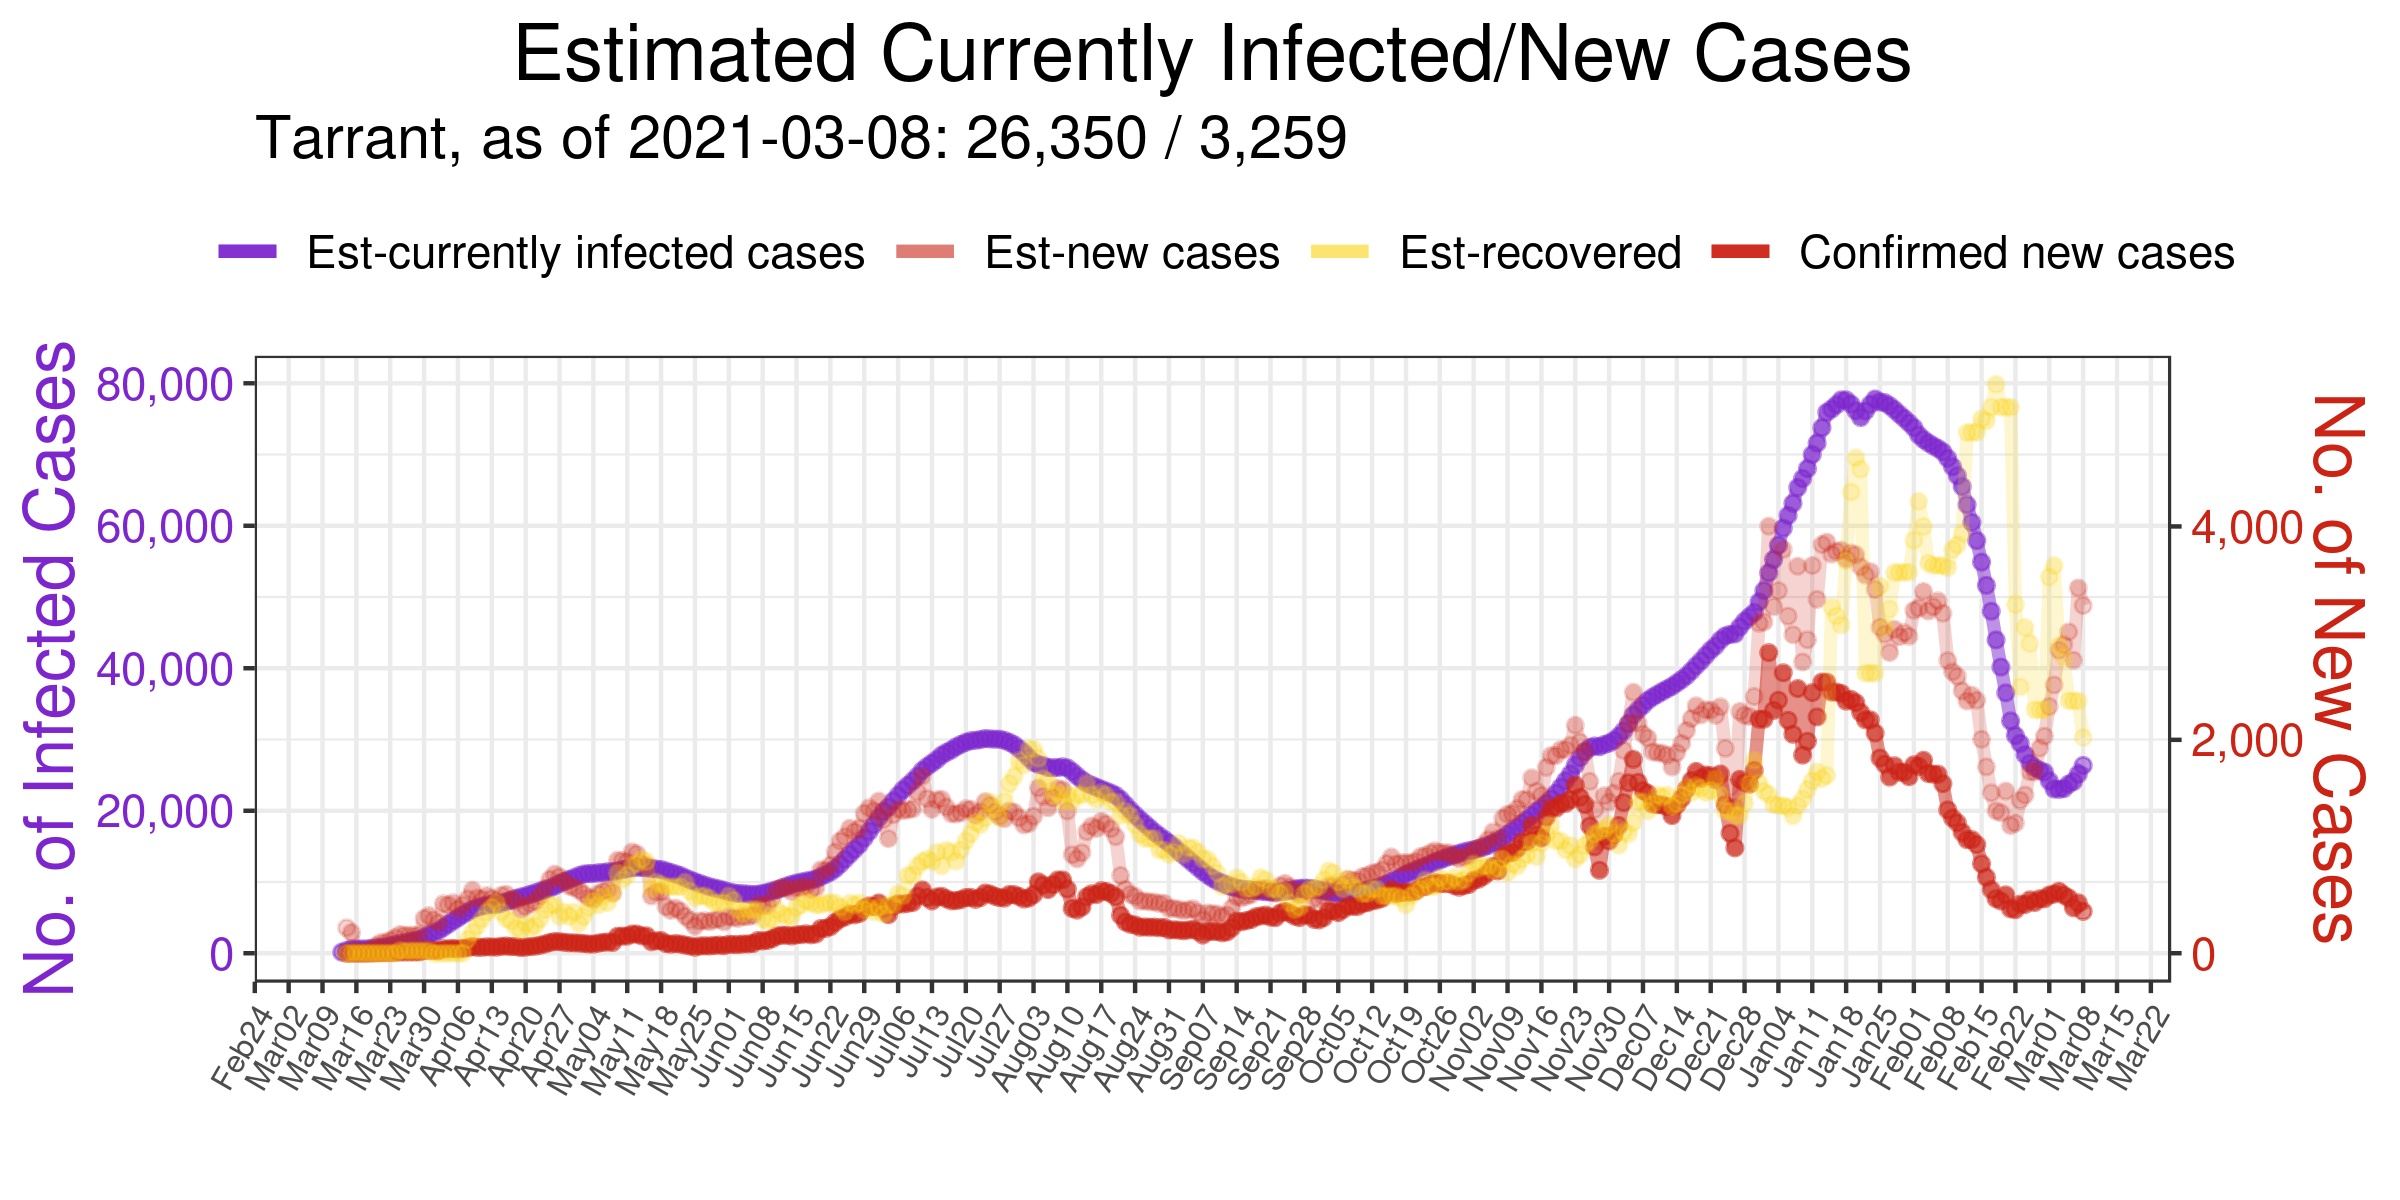 Estimated Currently Infected/New Cases
Tarrant, as of 2021-03-08: 26,350 / 3,259
Est-currently infected cases
Est-new cases
Est-recovered
Confirmed new cases
No. of Infected Cases
80,000
60,000
40,000
20,000
0
No. of New Cases
4,000
2,000
0
Feb24
Mar02
Mar09
Mar16
Mar23
Mar30
Apr06
Apr13
Apr20
Apr27
May04
May11
May18
May25
Jun01
Jun08
Jun15
Jun22
Jun29
Jul06
Jul13
Jul20
Jul27
Aug03
Aug10
Aug17
Aug24
Aug31
Sep07
Sep14
Sep21
Sep28
Oct05
Oct12
Oct19
Oct26
Nov02
Nov09
Nov16
Nov23
Nov30
Dec07
Dec14
Dec21
Dec28
Jan04
Jan11
Jan18
Jan25
Feb01
Feb08
Feb15
Feb22
Mar01
Mar08
Mar15
Mar22